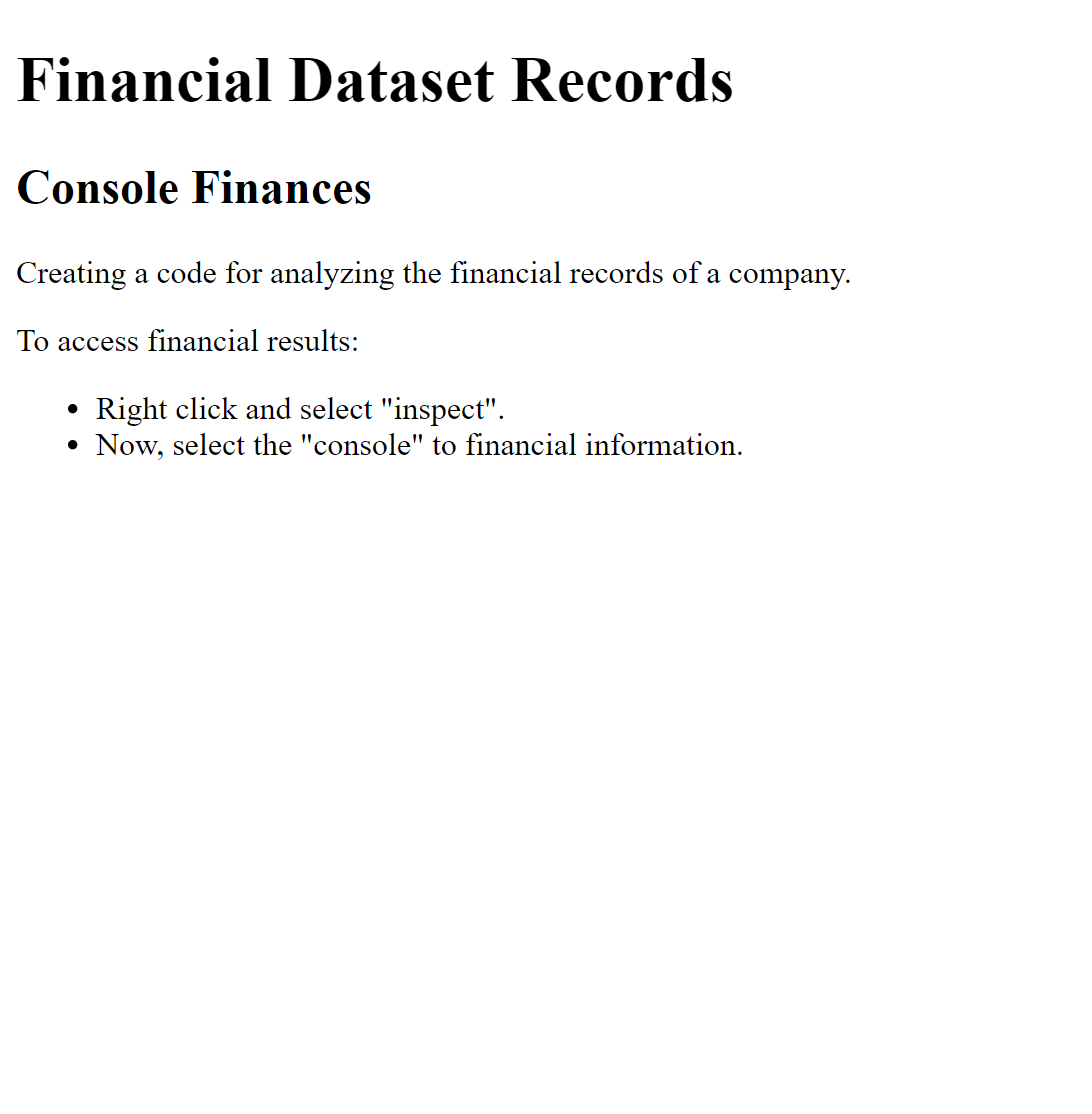 Financial Dataset Records
Console Finances
Creating a code for analyzing the financial records of a company.
To access financial results:
• Right click and select "inspect".
• Now, select the "console" to financial information.